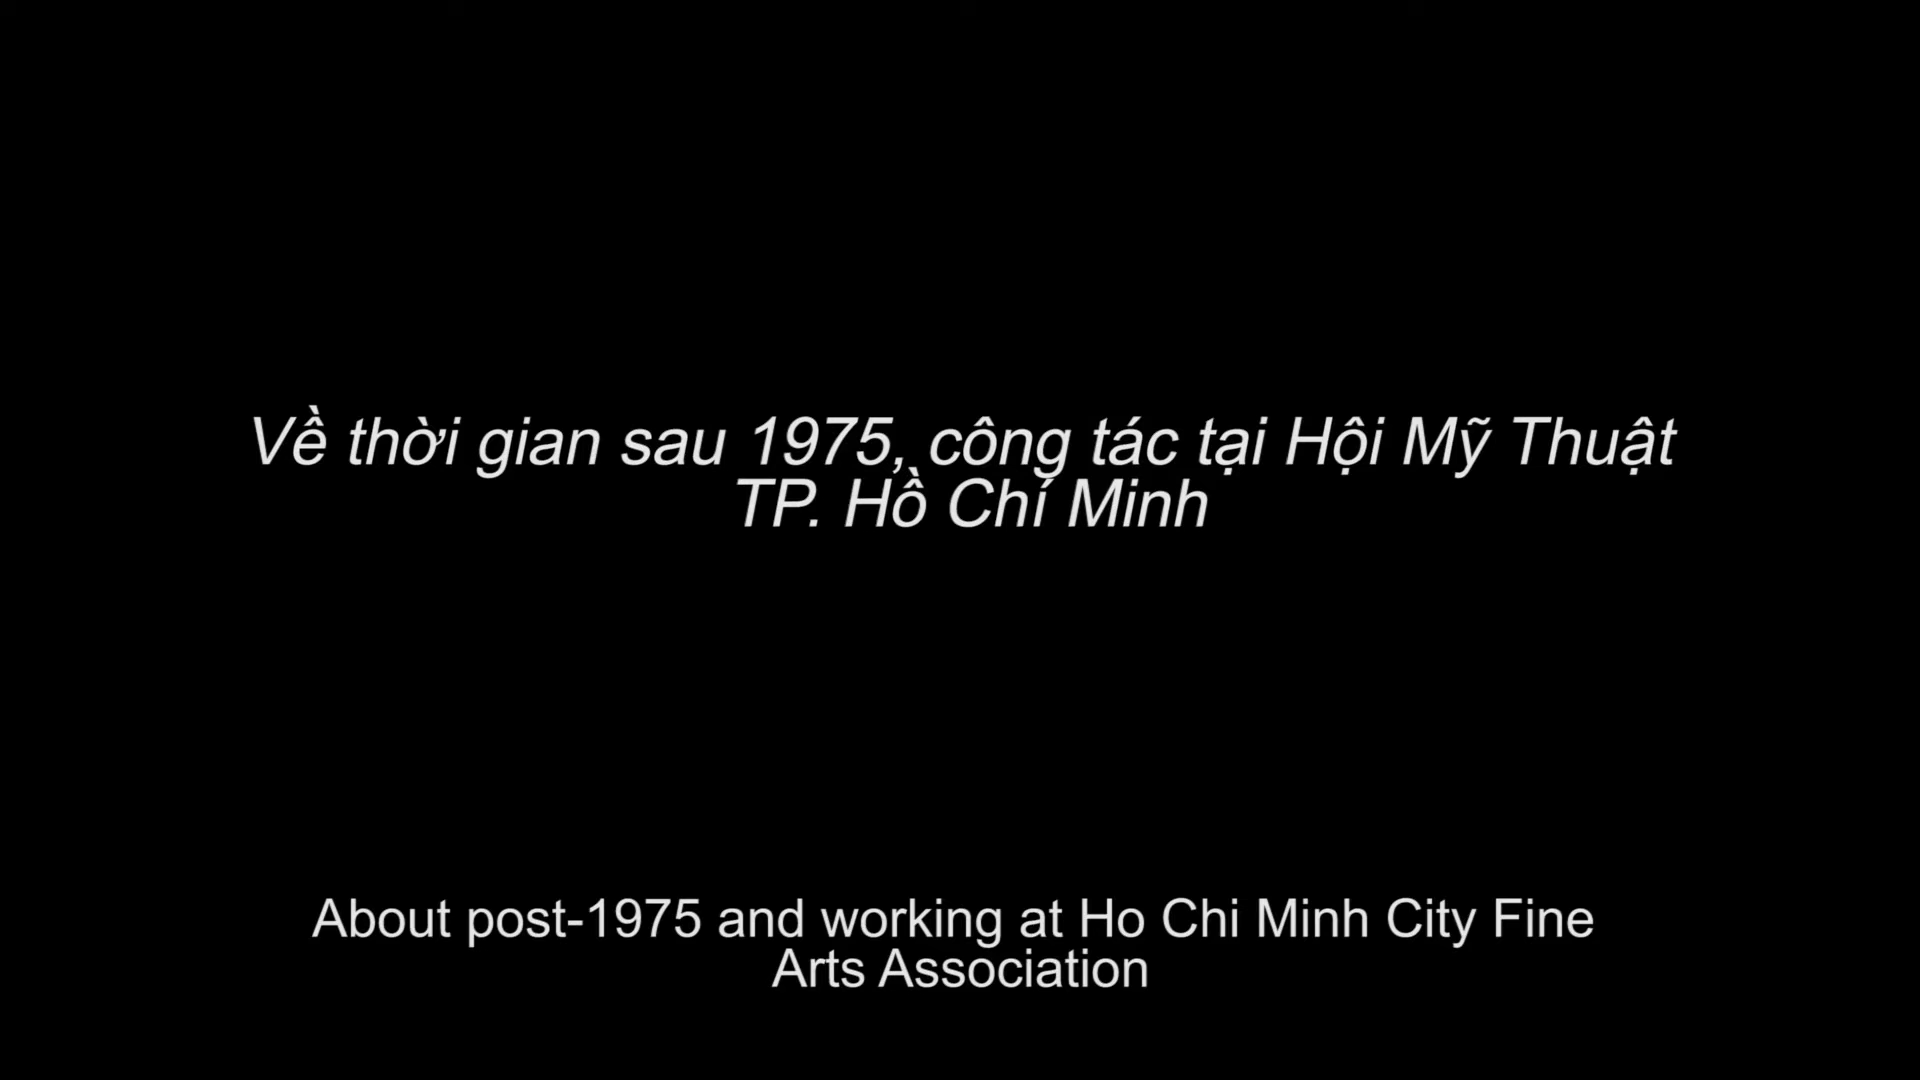 Về thời gian sau 1975, công tác tại Hội Mỹ Thuật
TP. Hồ Chí Minh
About post-1975 and working at Ho Chi Minh City Fine
Arts Association